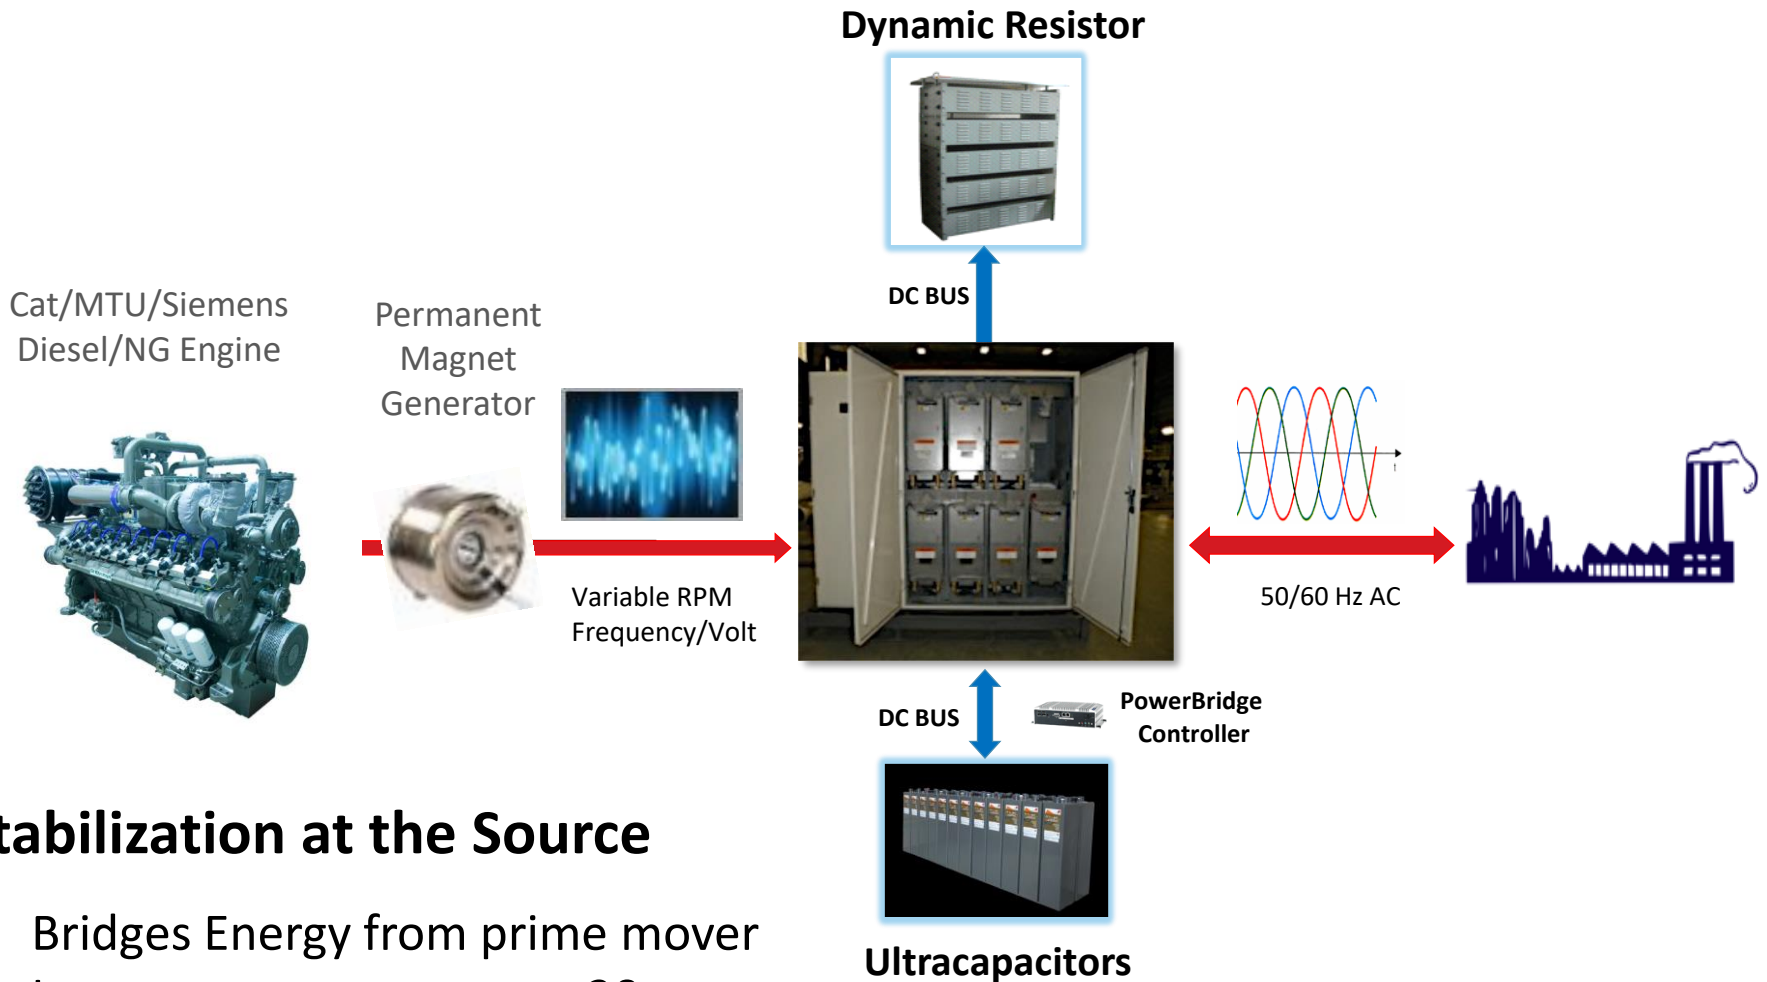 Dynamic Resistor
DC BUS
Cat/MTU/Siemens
Diesel/NG Engine
Permanent
Magnet
Generator
Variable RPM
Frequency/Volt
t
50/60 Hz AC
DC BUS
PowerBridge
Controller
tabilization at the Source
Bridges Energy from prime mover
Ultracapacitors